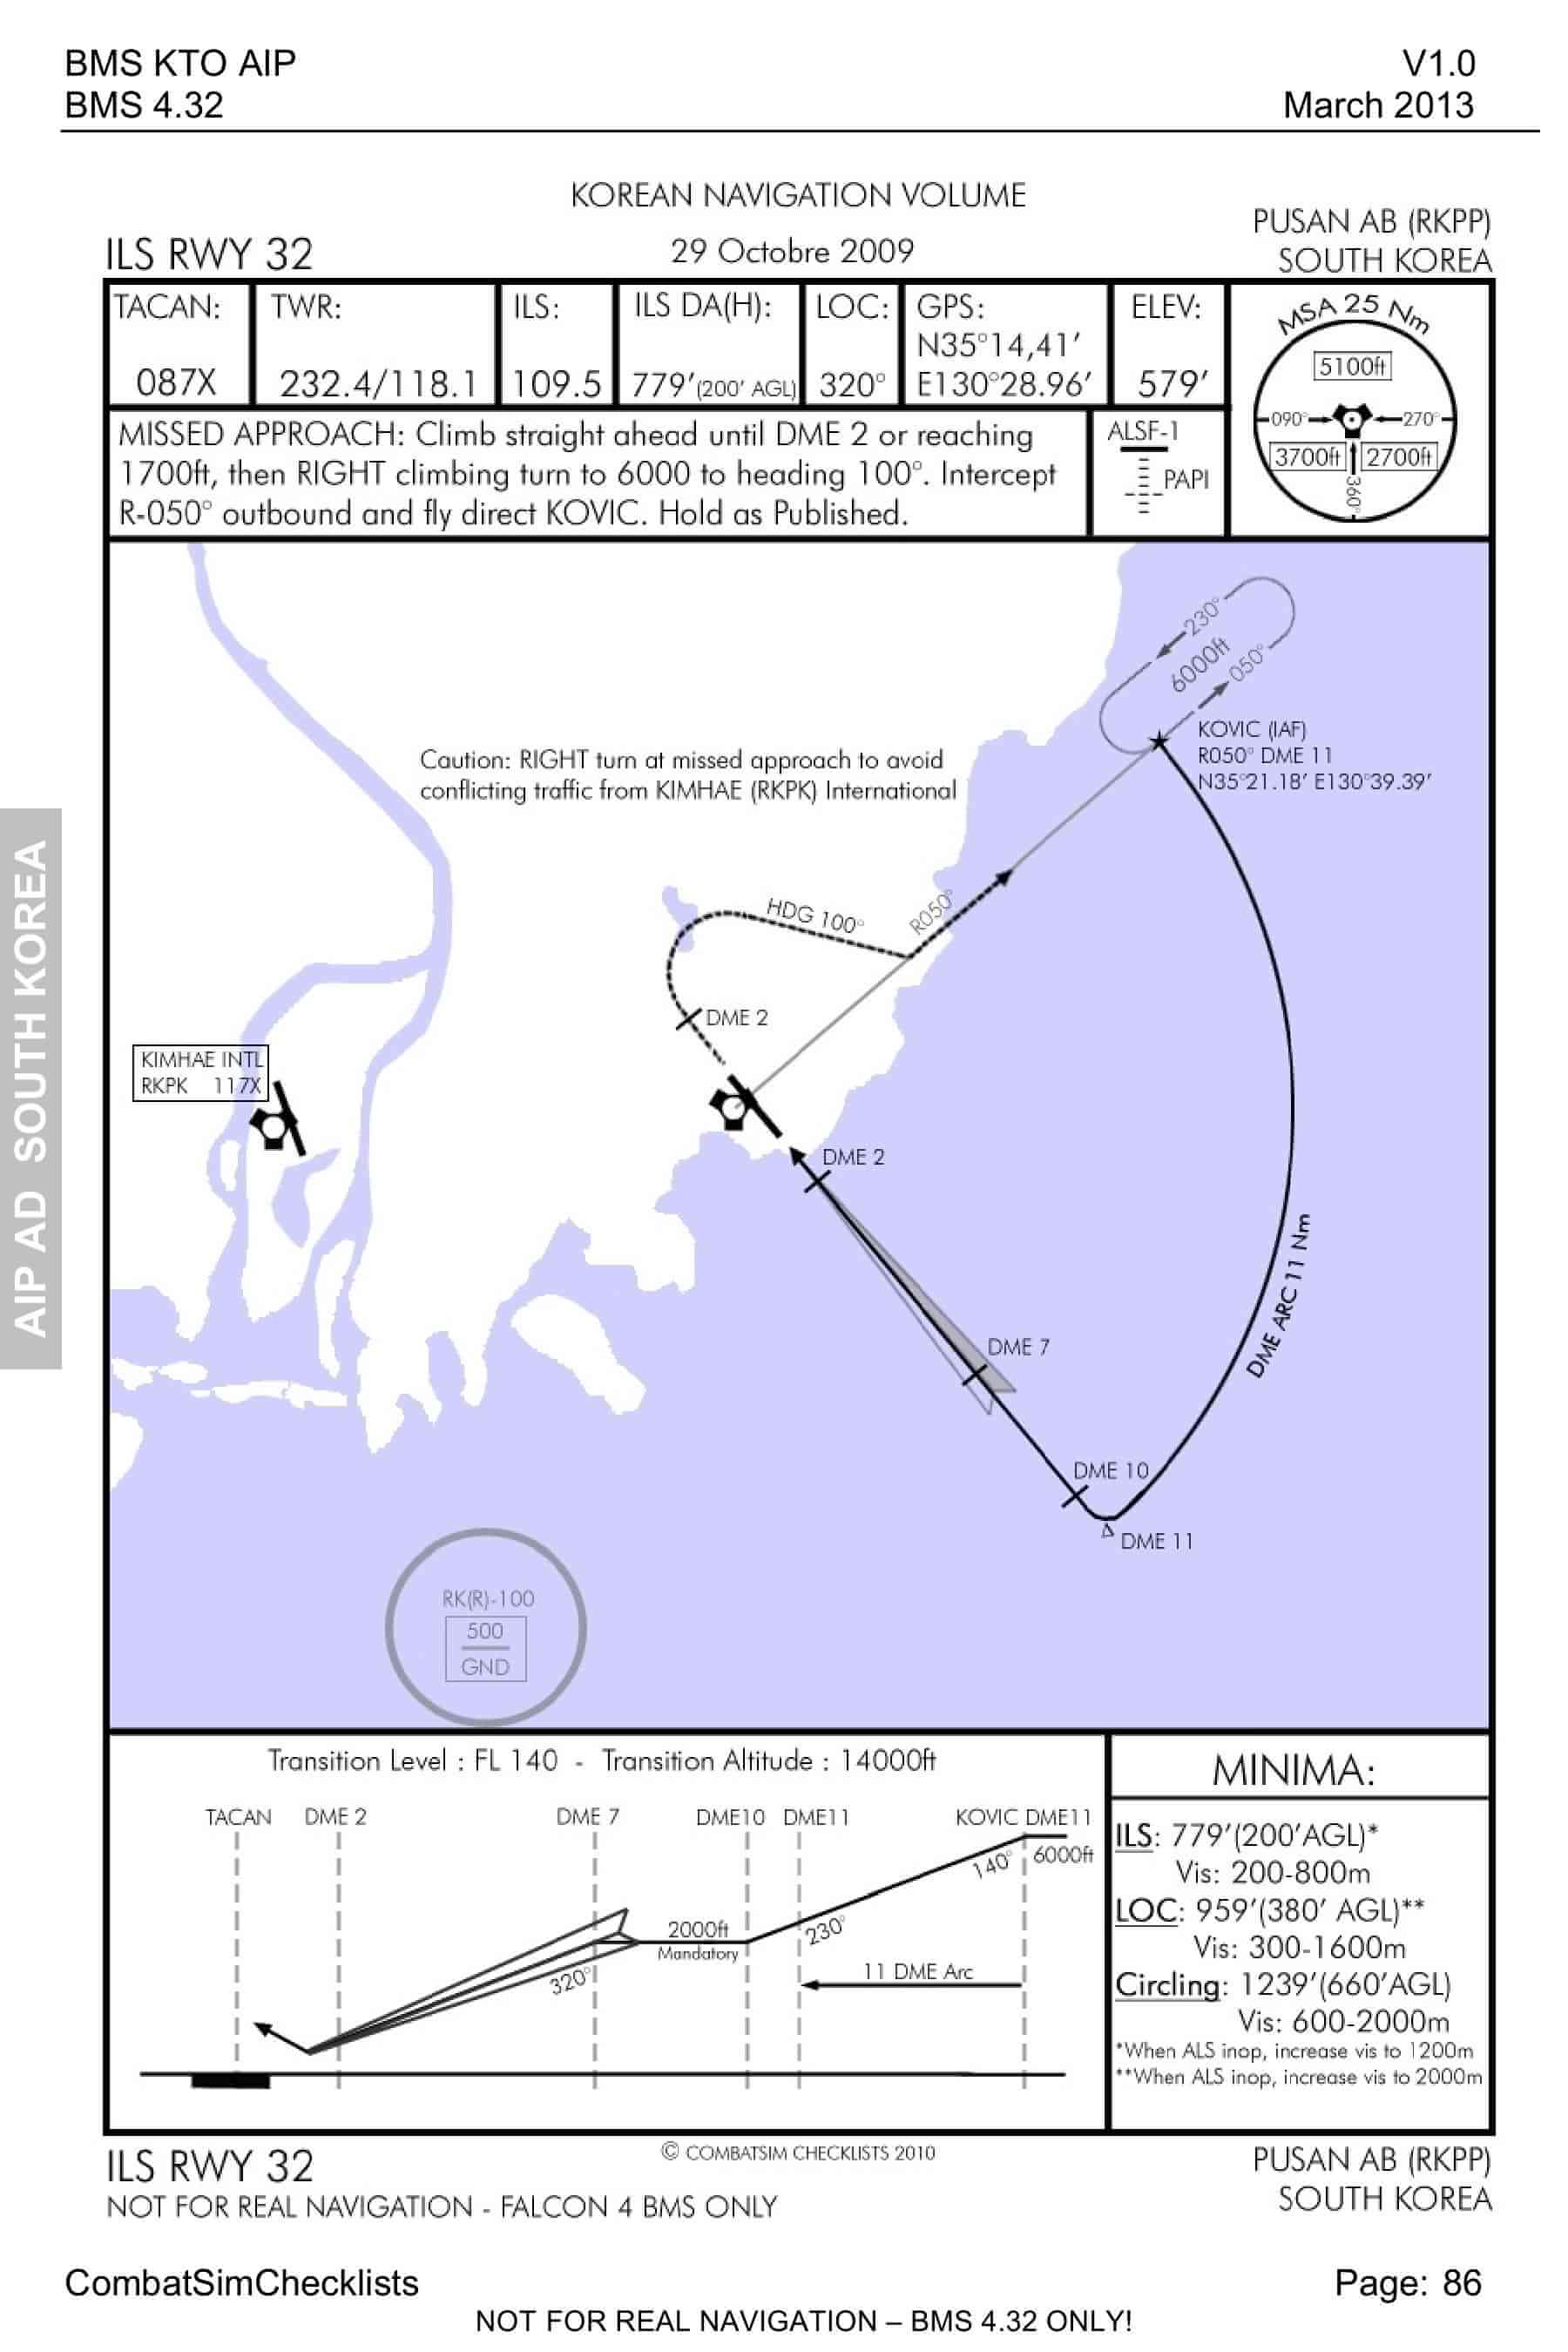 BMS KTO AIP V1.0
BMS 4.32 March 2013
KOREAN NAVIGATION VOLUME
PUSAN AB (RKPP)
ILS RWY 32 29 Octobre 2009 SOUTH KOREA
TACAN: TWR: ILS: ILS DA(H): LOC: GPS: ELEV:
N35°14,41'
087X 232.4/118.1 109.5 779'(200' AGL) 320° E130°28.96' 579'
MSA 25 Nm
5100ft
090° 270°
3700ft 2700ft
360°
MISSED APPROACH: Climb straight ahead until DME 2 or reaching
1700ft, then RIGHT climbing turn to 6000 to heading 100°. Intercept
R-050° outbound and fly direct KOVIC. Hold as Published.
ALSF-1
PAPI
230°
6000ft
050°
KOVIC (IAF)
R050° DME 11
N35°21.18' E130°39.39'
Caution: RIGHT turn at missed approach to avoid
conflicting traffic from KIMHAE (RKPK) International
HDG 100°
R050°
DME 2
KIMHAE INTL
RKPK 117X
DME 2
DME ARC 11 Nm
DME 7
DME 10
DME 11
RK(R)-100
500
GND
AIP AD SOUTH KOREA
Transition Level : FL 140 - Transition Altitude : 14000ft
TACAN DME 2 DME 7 DME10 DME11 KOVIC DME11
140° 6000ft
2000ft
Mandatory
230°
320°
11 DME Arc
MINIMA:
ILS: 779'(200'AGL)*
Vis: 200-800m
LOC: 959'(380' AGL)**
Vis: 300-1600m
Circling: 1239'(660'AGL)
Vis: 600-2000m
*When ALS inop, increase vis to 1200m
**When ALS inop, increase vis to 2000m
ILS RWY 32 © COMBATSIM CHECKLISTS 2010 PUSAN AB (RKPP)
NOT FOR REAL NAVIGATION - FALCON 4 BMS ONLY SOUTH KOREA
CombatSimChecklists Page: 86
NOT FOR REAL NAVIGATION – BMS 4.32 ONLY!